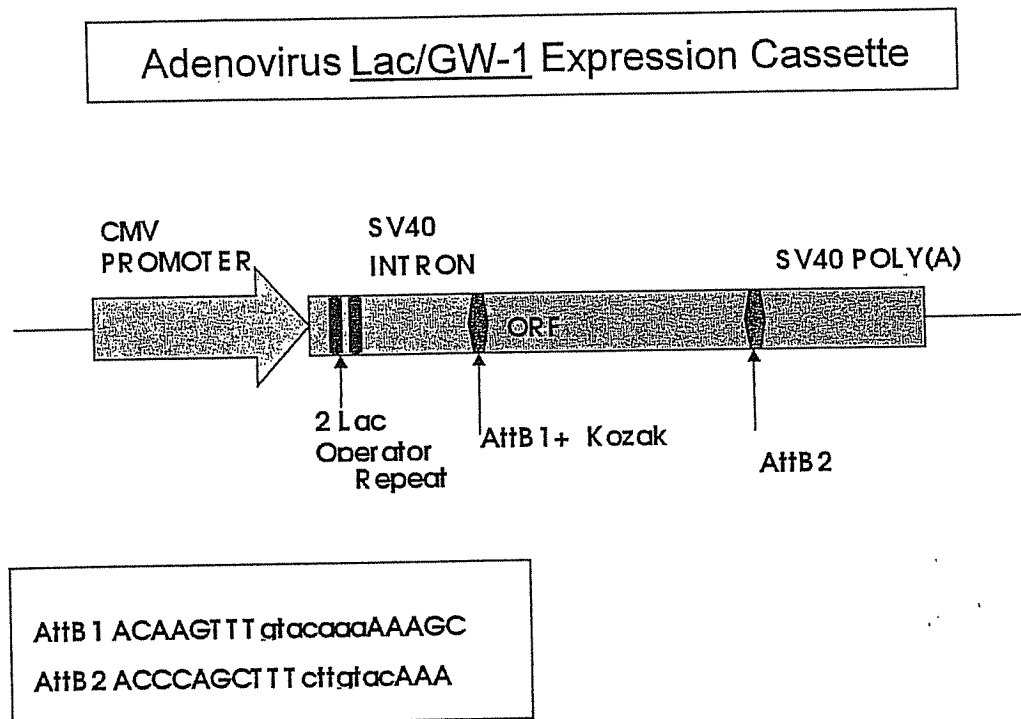 Adenovirus Lac/GW-1 Expression Cassette
CMV
PROMOTER
SV40
INTRON
SV40 POLY(A)
ORF
2 Lac
Operator
Repeat
AttB1+ Kozak
AttB2
AttB1 ACAAGTTTgtacaaaAAAGC
AttB2 ACCCAGCTTTcttgtacAAA